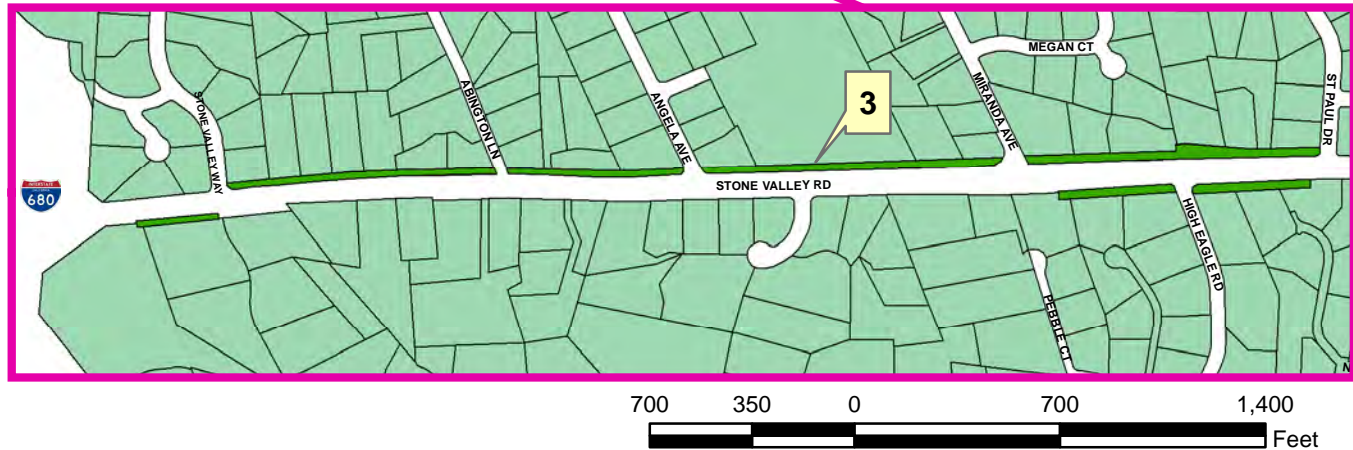 MEGAN CT
STONE VALLEY WAY
ABINGTON LN
ANGELA AVE
3
MIRANDA AVE
ST PAUL DR
INTERSTATE
680
STONE VALLEY RD
HIGH EAGLE RD
PEBBLE CT
N
700 350 0 700 1,400
Feet